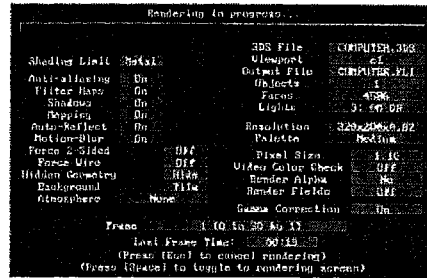 Rendering in progress...
Shading Limit Metal
Anti-aliasing On
Filter Maps On
Shadows On
Mapping On
Auto-Reflect On
Motion-Blur On
Force 2-Sided Off
Force Wire Off
Hidden Geometry Hide
Background File
Atmosphere None
3DS File COMPUTER.3DS
Viewport
Output File COMPUTER.FLI
Objects
Faces
Lights
Resolution
Palette Medium
Pixel Size 1.10
Video Color Check Off
Render Alpha No
Render Fields Off
Gamma Correction On
Frame
Last Frame Time:
(Press [Esc] to cancel rendering)
(Press [Space] to toggle to rendering screen)